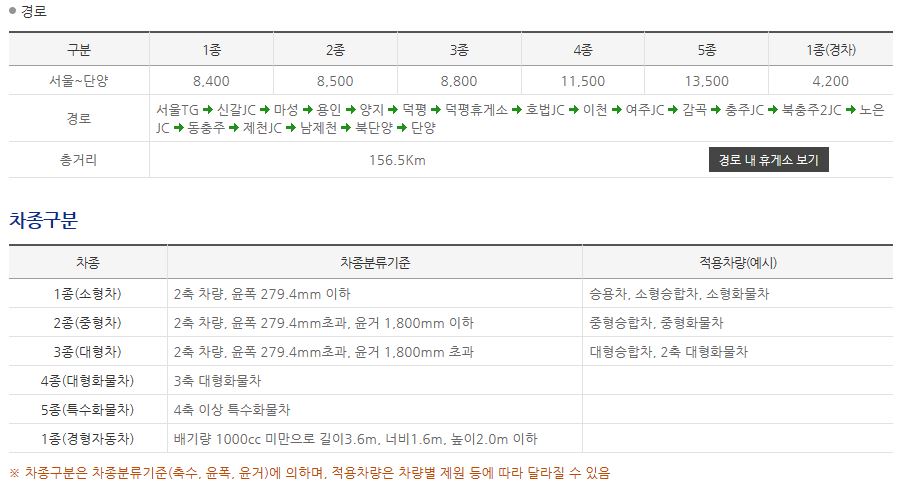 경로
구분 1종 2종 3종 4종 5종 1종(경차)
서울~단양 8,400 8,500 8,800 11,500 13,500 4,200
경로 서울TG → 신갈JC → 마성 → 용인 → 양지 → 덕평 → 덕평휴게소 → 호법JC → 이천 → 여주JC → 감곡 → 충주JC → 북충주2JC → 노은
JC → 동충주 → 제천JC → 남제천 → 북단양 → 단양
총거리 156.5Km 경로 내 휴게소 보기
차종구분
차종 차종분류기준 적용차량(예시)
1종(소형차) 2축 차량, 윤폭 279.4mm 이하 승용차, 소형승합차, 소형화물차
2종(중형차) 2축 차량, 윤폭 279.4mm초과, 윤거 1,800mm 이하 중형승합차, 중형화물차
3종(대형차) 2축 차량, 윤폭 279.4mm초과, 윤거 1,800mm 초과 대형승합차, 2축 대형화물차
4종(대형화물차) 3축 대형화물차
5종(특수화물차) 4축 이상 특수화물차
1종(경형자동차) 배기량 1000cc 미만으로 길이3.6m, 너비1.6m, 높이2.0m 이하
※ 차종구분은 차종분류기준(축수, 윤폭, 윤거)에 의하며, 적용차량은 차량별 제원 등에 따라 달라질 수 있음